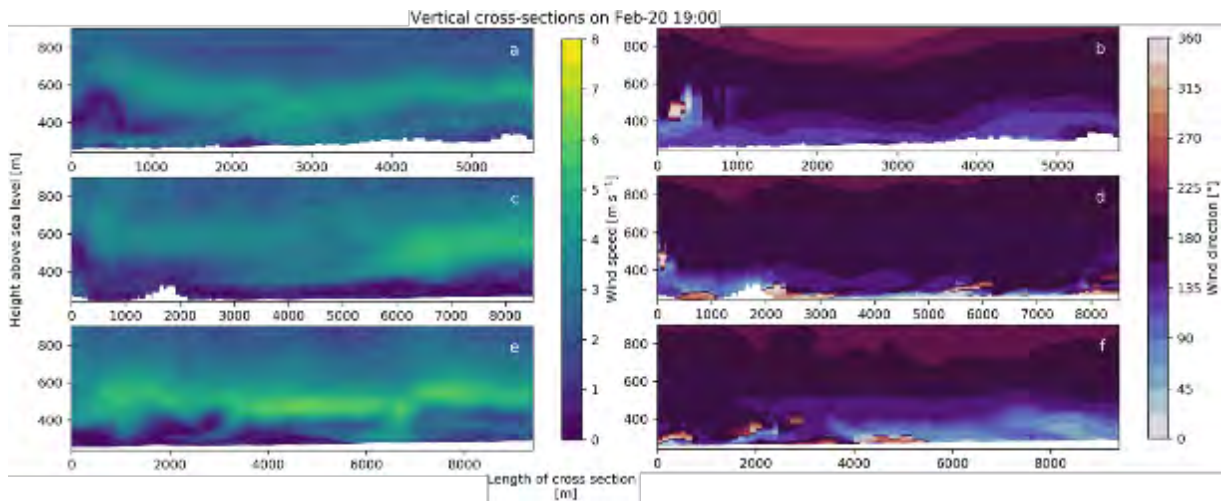 Vertical cross-sections on Feb-20 19:00
Height above sea level [m]
a
800
600
400
0 1000 2000 3000 4000 5000
c
800
600
400
0 1000 2000 3000 4000 5000 6000 7000 8000
e
800
600
400
0 2000 4000 6000 8000
8
7
6
5
4
3
2
1
0
Wind speed [m s⁻¹]
b
800
600
400
0 1000 2000 3000 4000 5000
d
800
600
400
0 1000 2000 3000 4000 5000 6000 7000 8000
f
800
600
400
0 2000 4000 6000 8000
360
315
270
225
180
135
90
45
0
Wind direction [°]
Length of cross section
[m]